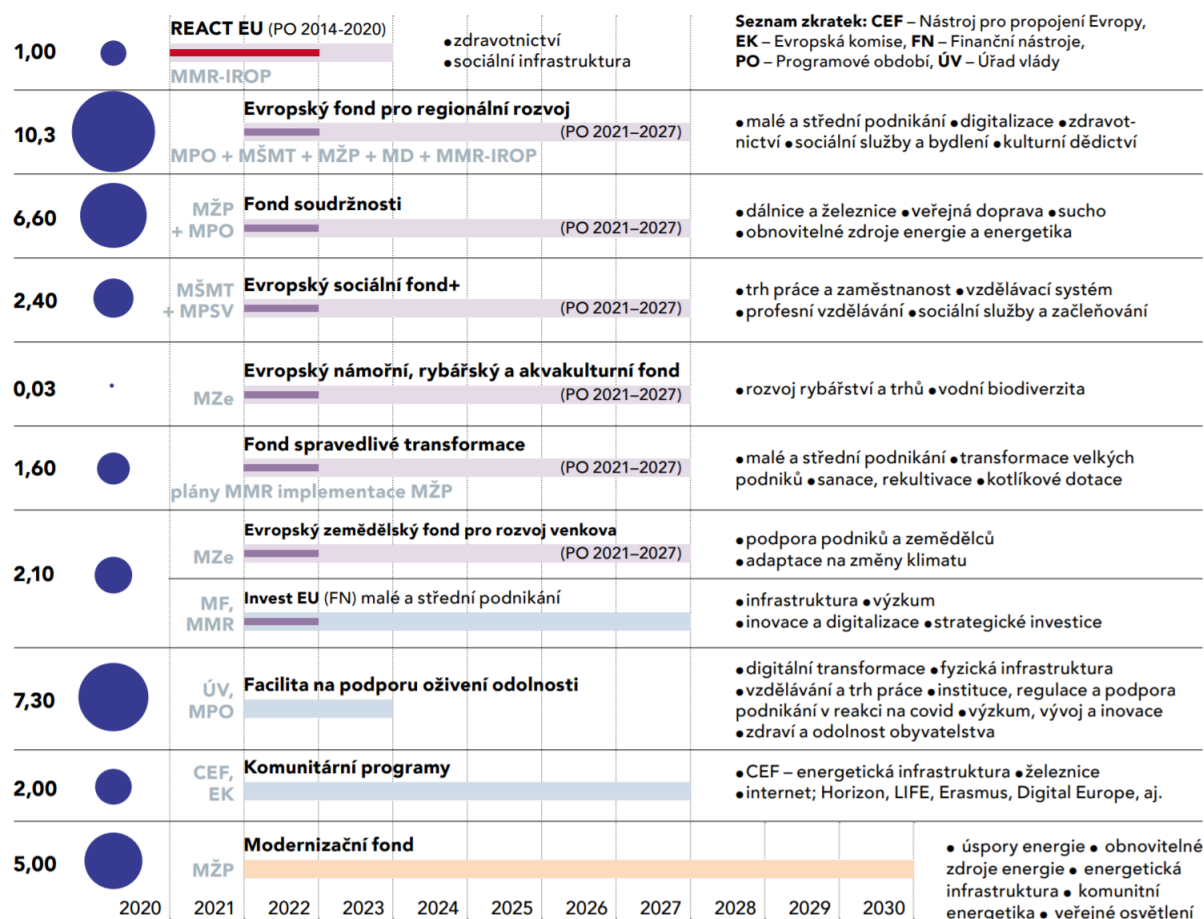 REACT EU (PO 2014-2020)
1,00
MMR-IROP
●zdravotnictví
●sociální infrastruktura
Seznam zkratek: CEF – Nástroj pro propojení Evropy,
EK – Evropská komise, FN – Finanční nástroje,
PO – Programové období, ÚV – Úřad vlády
Evropský fond pro regionální rozvoj
10,3
(PO 2021–2027)
MPO + MŠMT + MŽP + MD + MMR-IROP
●malé a střední podnikání ●digitalizace ●zdravot-
nictví ●sociální služby a bydlení ●kulturní dědictví
6,60
MŽP
+ MPO
Fond soudržnosti
(PO 2021–2027)
●dálnice a železnice ●veřejná doprava ●sucho
●obnovitelné zdroje energie a energetika
2,40
MŠMT
+ MPSV
Evropský sociální fond+
(PO 2021–2027)
●trh práce a zaměstnanost ●vzdělávací systém
●profesní vzdělávání ●sociální služby a začleňování
0,03
MZe
Evropský námořní, rybářský a akvakulturní fond
(PO 2021–2027)
●rozvoj rybářství a trhů ●vodní biodiverzita
1,60
Fond spravedlivé transformace
(PO 2021–2027)
plány MMR implementace MŽP
●malé a střední podnikání ●transformace velkých
podniků ●sanace, rekultivace ●kotlíkové dotace
2,10
Evropský zemědělský fond pro rozvoj venkova
MZe
(PO 2021–2027)
●podpora podniků a zemědělců
●adaptace na změny klimatu
MF,
MMR
Invest EU (FN) malé a střední podnikání
●infrastruktura ●výzkum
●inovace a digitalizace ●strategické investice
7,30
ÚV,
MPO
Facilita na podporu oživení odolnosti
●digitální transformace ●fyzická infrastruktura
●vzdělávání a trh práce ●instituce, regulace a podpora
podnikání v reakci na covid ●výzkum, vývoj a inovace
●zdraví a odolnost obyvatelstva
2,00
CEF,
EK
Komunitární programy
●CEF – energetická infrastruktura ●železnice
●internet; Horizon, LIFE, Erasmus, Digital Europe, aj.
5,00
MŽP
Modernizační fond
● úspory energie ● obnovitelné
zdroje energie ● energetická
infrastruktura ● komunitní
energetika ● veřejné osvětlení
2020 2021 2022 2023 2024 2025 2026 2027 2028 2029 2030